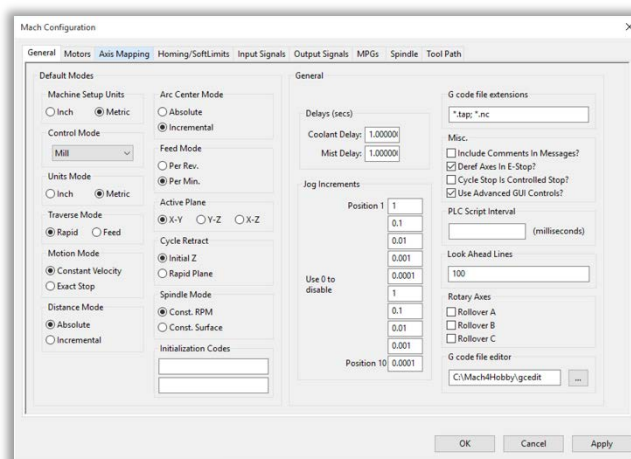 Mach Configuration
General Motors Axis Mapping Homing/SoftLimits Input Signals Output Signals MPGs Spindle Tool Path
Default Modes
Machine Setup Units
Inch Metric
Control Mode
Mill
Units Mode
Inch Metric
Traverse Mode
Rapid Feed
Motion Mode
Constant Velocity
Exact Stop
Distance Mode
Absolute
Incremental
Arc Center Mode
Absolute
Incremental
Feed Mode
Per Rev.
Per Min.
Active Plane
X-Y Y-Z X-Z
Cycle Retract
Initial Z
Rapid Plane
Spindle Mode
Const. RPM
Const. Surface
Initialization Codes
General
Delays (secs)
Coolant Delay: 1.00000
Mist Delay: 1.00000
Jog Increments
Position 1 1
0.1
0.01
0.001
0.0001
Use 0 to
disable
1
0.1
0.01
0.001
Position 10 0.0001
G code file extensions
*.tap; *.nc
Misc.
Include Comments In Messages?
Deref Axes In E-Stop?
Cycle Stop Is Controlled Stop?
Use Advanced GUI Controls?
PLC Script Interval
(milliseconds)
Look Ahead Lines
100
Rotary Axes
Rollover A
Rollover B
Rollover C
G code file editor
C:\Mach4Hobby\gcedit ...
OK Cancel Apply